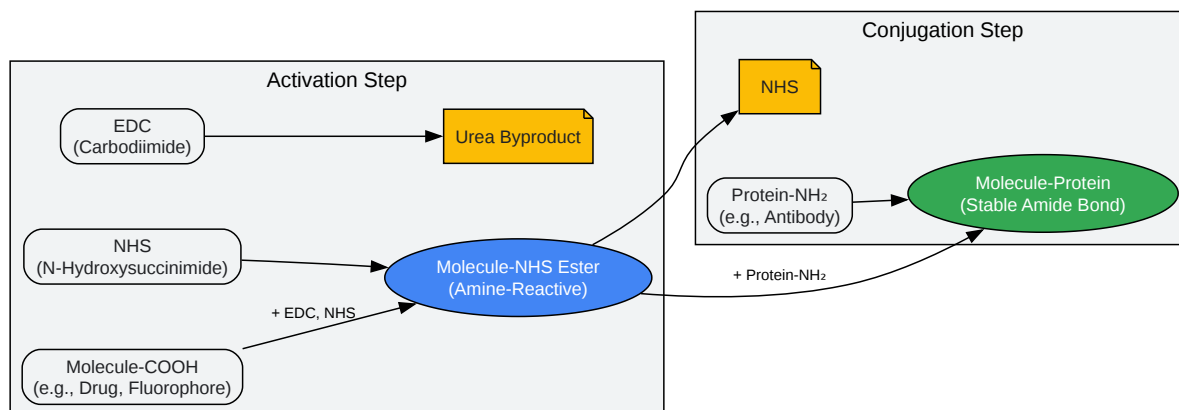 Activation Step
EDC
(Carbodiimide)
Urea Byproduct
NHS
(N-Hydroxysuccinimide)
Molecule-NHS Ester
(Amine-Reactive)
+ EDC, NHS
Molecule-COOH
(e.g., Drug, Fluorophore)
Conjugation Step
NHS
Protein-NH₂
(e.g., Antibody)
Molecule-Protein
(Stable Amide Bond)
+ Protein-NH₂